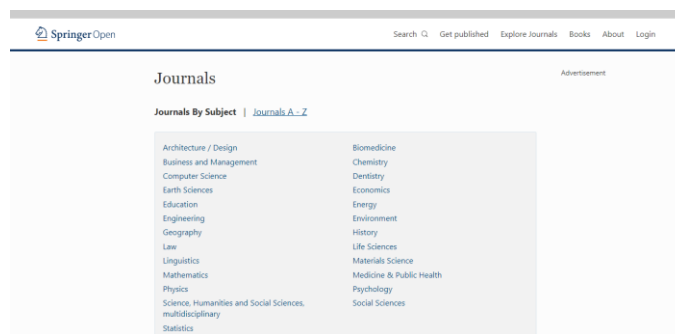 SpringerOpen
Search Get published Explore Journals Books About Login
Journals
Advertisement
Journals By Subject | Journals A - Z
Architecture / Design
Business and Management
Computer Science
Earth Sciences
Education
Engineering
Geography
Law
Linguistics
Mathematics
Physics
Science, Humanities and Social Sciences,
multidisciplinary
Statistics
Biomedicine
Chemistry
Dentistry
Economics
Energy
Environment
History
Life Sciences
Materials Science
Medicine & Public Health
Psychology
Social Sciences